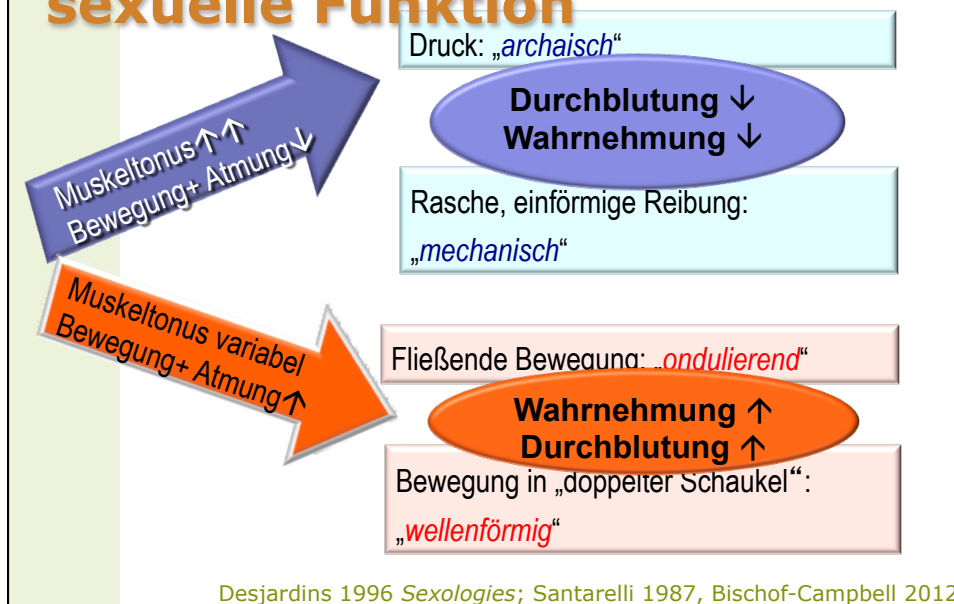 sexuelle Funktion
Druck: „archaisch“
Durchblutung ↓
Wahrnehmung ↓
Muskeltonus↑↑
Bewegung+ Atmung↓
Rasche, einförmige Reibung:
„mechanisch“
Muskeltonus variabel
Bewegung+ Atmung↑
Fließende Bewegung: „ondulierend“
Wahrnehmung ↑
Durchblutung ↑
Bewegung in „doppelter Schaukel“:
„wellenförmig“
Desjardins 1996 Sexologies; Santarelli 1987, Bischof-Campbell 2012